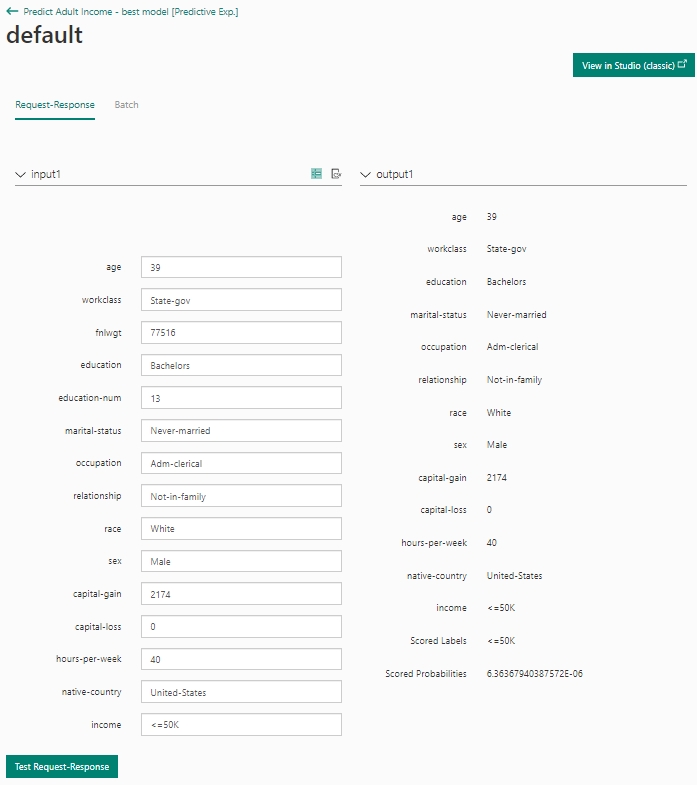 Predict Adult Income - best model [Predictive Exp.]
default
View in Studio (classic)
Request-Response Batch
input1
age 39
workclass State-gov
fnlwgt 77516
education Bachelors
education-num 13
marital-status Never-married
occupation Adm-clerical
relationship Not-in-family
race White
sex Male
capital-gain 2174
capital-loss 0
hours-per-week 40
native-country United-States
income <=50K
Test Request-Response
output1
age 39
workclass State-gov
education Bachelors
marital-status Never-married
occupation Adm-clerical
relationship Not-in-family
race White
sex Male
capital-gain 2174
capital-loss 0
hours-per-week 40
native-country United-States
income <=50K
Scored Labels <=50K
Scored Probabilities 6.36367940387572E-06